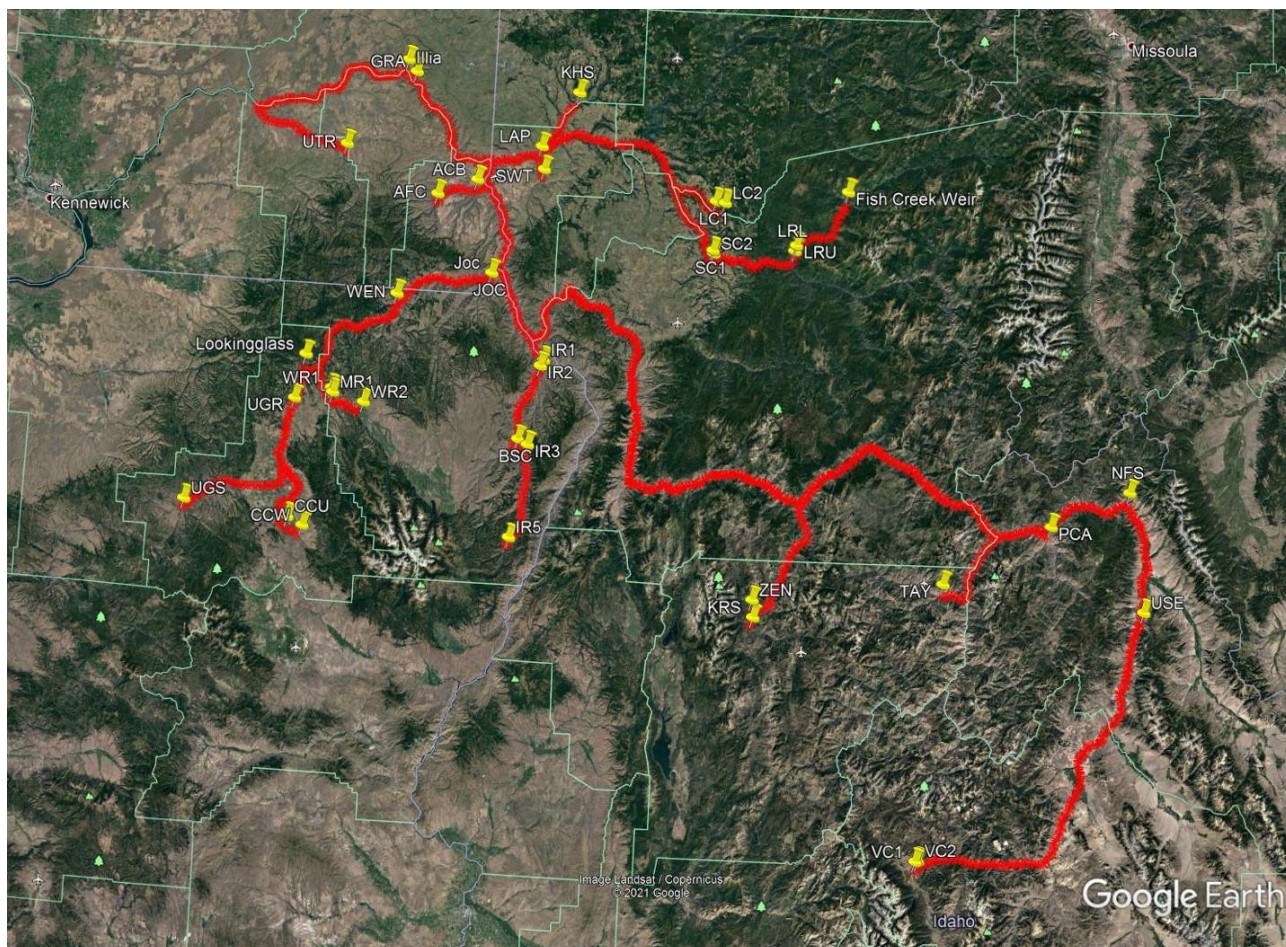 Missoula
GRA
Illia
KHS
UTR
LAP
ACB
SWT
AFC
LC2
LC1
Fish Creek Weir
Kennewick
SC2
SC1
LRL
LRU
Joc
JOC
WEN
Lookingglass
IR1
IR2
WR1
MR1
WR2
UGR
BSC
IR3
UGS
CCU
CCW
IR5
NFS
PCA
ZEN
KRS
TAY
USE
VC1
VC2
Image Landsat / Copernicus
© 2021 Google
Google Earth
Idaho